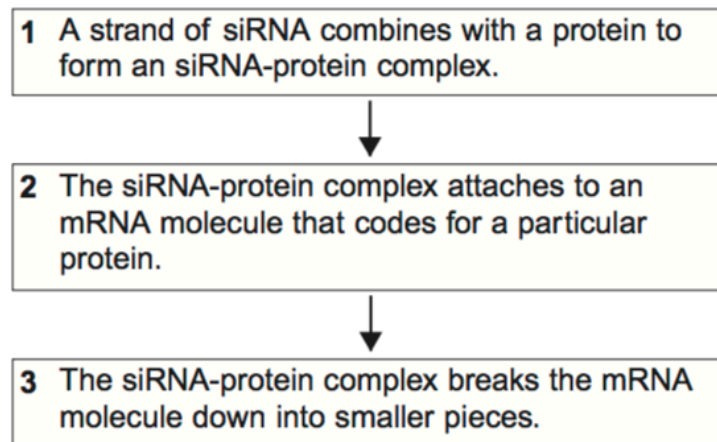 1 A strand of siRNA combines with a protein to
form an siRNA-protein complex.
2 The siRNA-protein complex attaches to an
mRNA molecule that codes for a particular
protein.
3 The siRNA-protein complex breaks the mRNA
molecule down into smaller pieces.